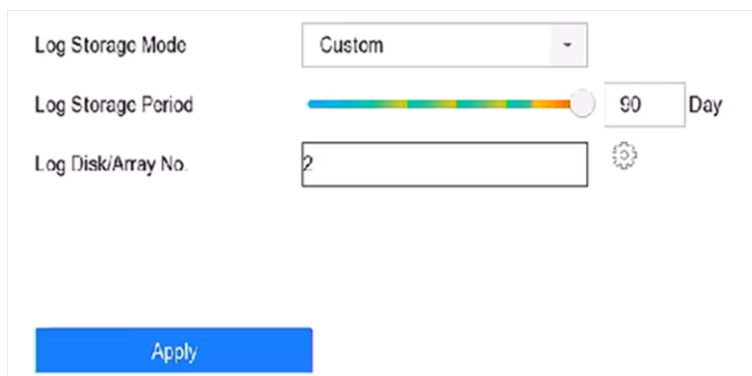 Log Storage Mode Custom
Log Storage Period 90 Day
Log Disk/Array No. 2
Apply